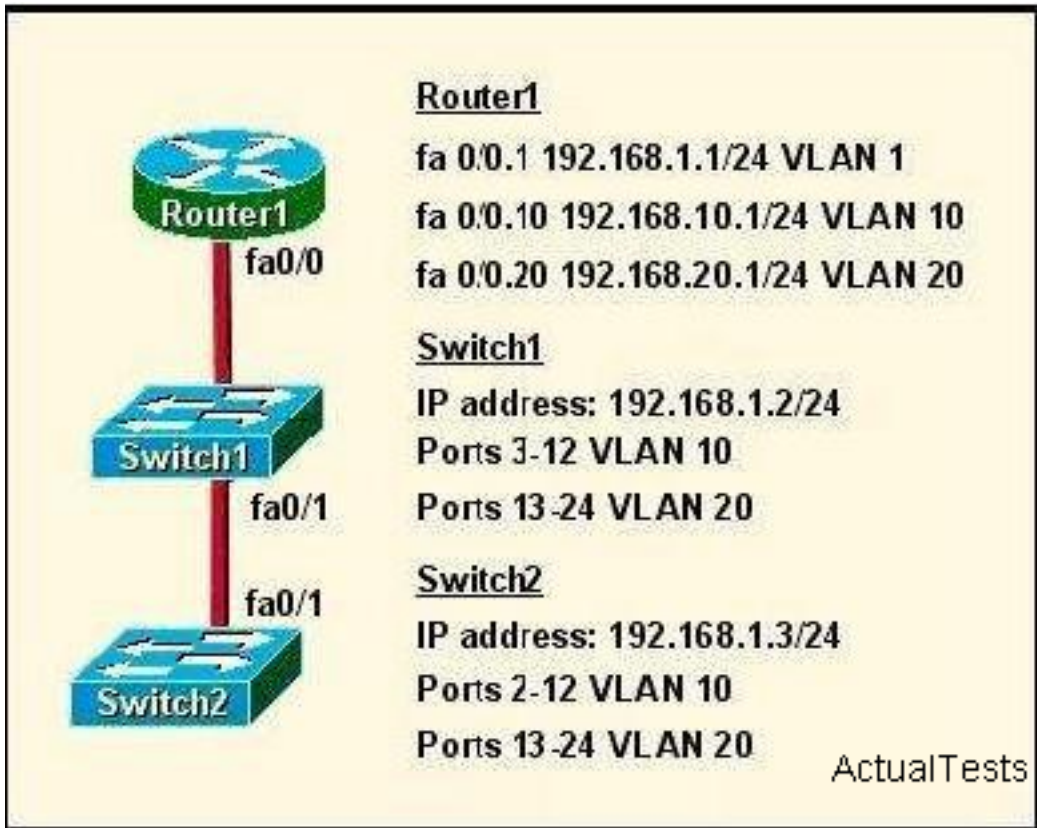 Router1
fa 0/0.1 192.168.1.1/24 VLAN 1
fa 0/0.10 192.168.10.1/24 VLAN 10
fa 0/0.20 192.168.20.1/24 VLAN 20
Router1
fa0/0
Switch1
IP address: 192.168.1.2/24
Ports 3-12 VLAN 10
Ports 13-24 VLAN 20
Switch1
fa0/1
Switch2
IP address: 192.168.1.3/24
Ports 2-12 VLAN 10
Ports 13-24 VLAN 20
fa0/1
Switch2
ActualTests